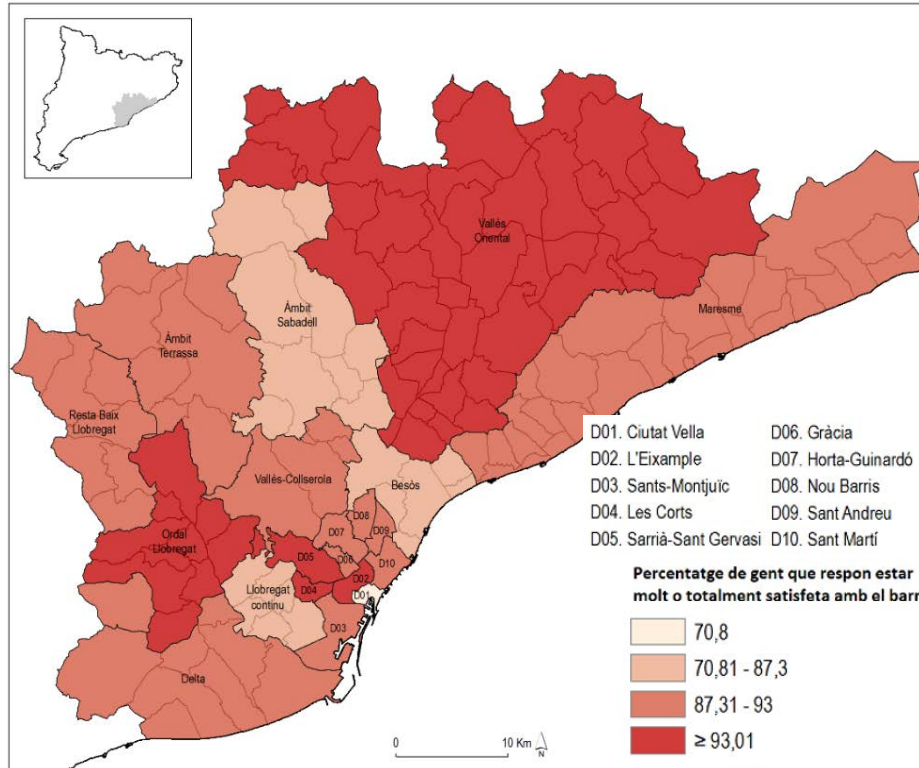 Vallès
Oriental
Maresme
Àmbit
Sabadell
Àmbit
Terrassa
Resta Baix
Llobregat
Vallès-Collserola
Besòs
Ordal
Llobregat
Llobregat
continu
Delta
D08
D07
D09
D06
D05
D10
D02
D04
D01
D03
D01. Ciutat Vella
D02. L'Eixample
D03. Sants-Montjuïc
D04. Les Corts
D05. Sarrià-Sant Gervasi
D06. Gràcia
D07. Horta-Guinardó
D08. Nou Barris
D09. Sant Andreu
D10. Sant Martí
Percentatge de gent que respon estar
molt o totalment satisfeta amb el barr
70,8
70,81 - 87,3
87,31 - 93
≥ 93,01
0 10 Km
N